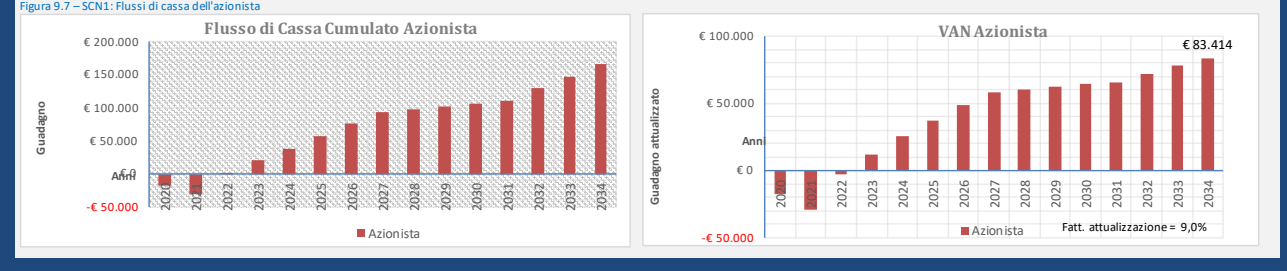 Figura 9.7 – SCN1: Flussi di cassa dell'azionista
Flusso di Cassa Cumulato Azionista
€ 200.000
€ 150.000
€ 100.000
€ 50.000
€ 0
-€ 50.000
Guadagno
Anni
2020 2021 2022 2023 2024 2025 2026 2027 2028 2029 2030 2031 2032 2033 2034
Azionista
VAN Azionista
€ 100.000
€ 50.000
€ 0
-€ 50.000
Guadagno attualizzato
Anni
€ 83.414
2020 2021 2022 2023 2024 2025 2026 2027 2028 2029 2030 2031 2032 2033 2034
Azionista
Fatt. attualizzazione = 9,0%